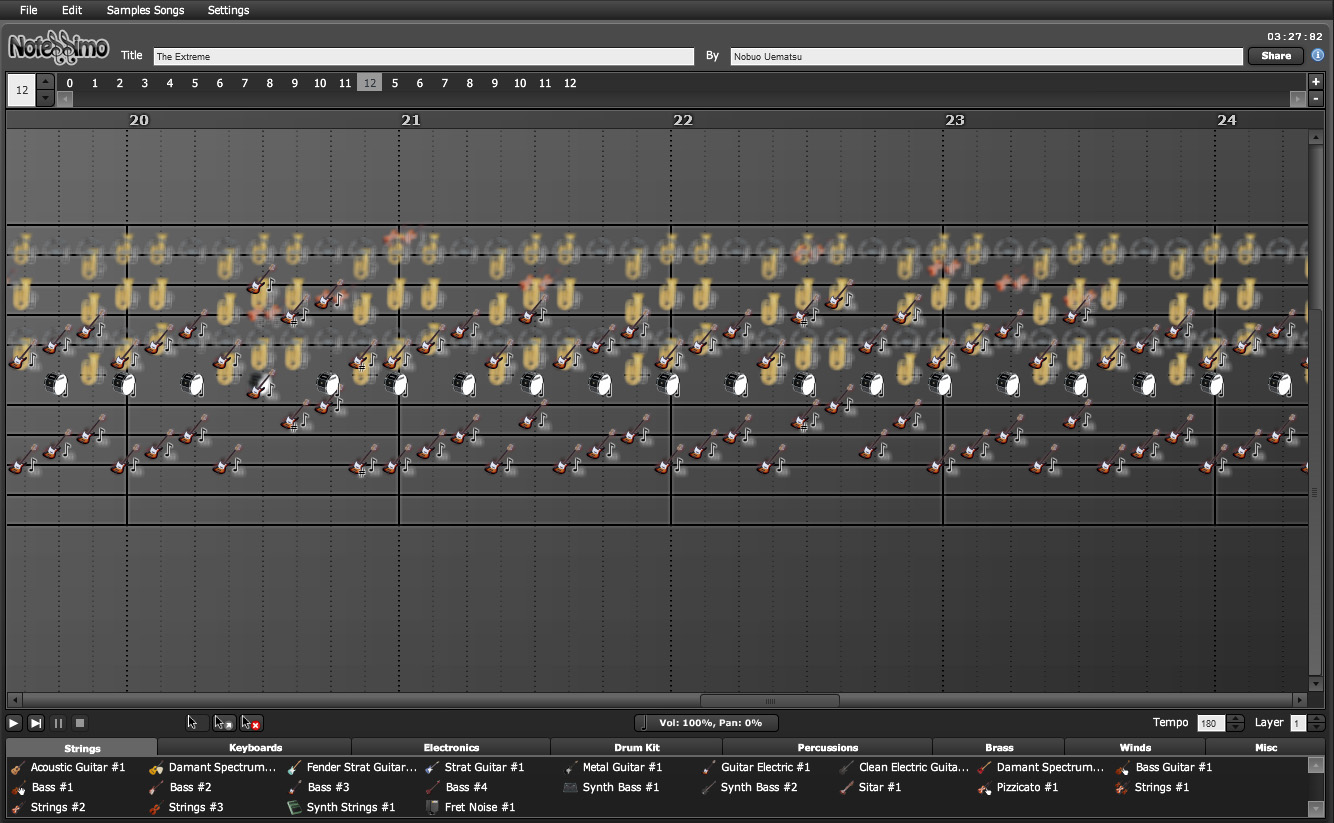 File Edit Samples Songs Settings
03:27:82
Notessimo Title The Extreme By Nobuo Uematsu Share i
12 0 1 2 3 4 5 6 7 8 9 10 11 12 5 6 7 8 9 10 11 12 +
-
20 21 22 23 24
Vol: 100%, Pan: 0% Tempo 180 Layer 1
Strings Keyboards Electronics Drum Kit Percussions Brass Winds Misc
Acoustic Guitar #1 Damant Spectrum... Fender Strat Guitar... Strat Guitar #1 Metal Guitar #1 Guitar Electric #1 Clean Electric Guita... Damant Spectrum... Bass Guitar #1
Bass #1 Bass #2 Bass #3 Bass #4 Synth Bass #1 Synth Bass #2 Sitar #1 Pizzicato #1 Strings #1
Strings #2 Strings #3 Synth Strings #1 Fret Noise #1